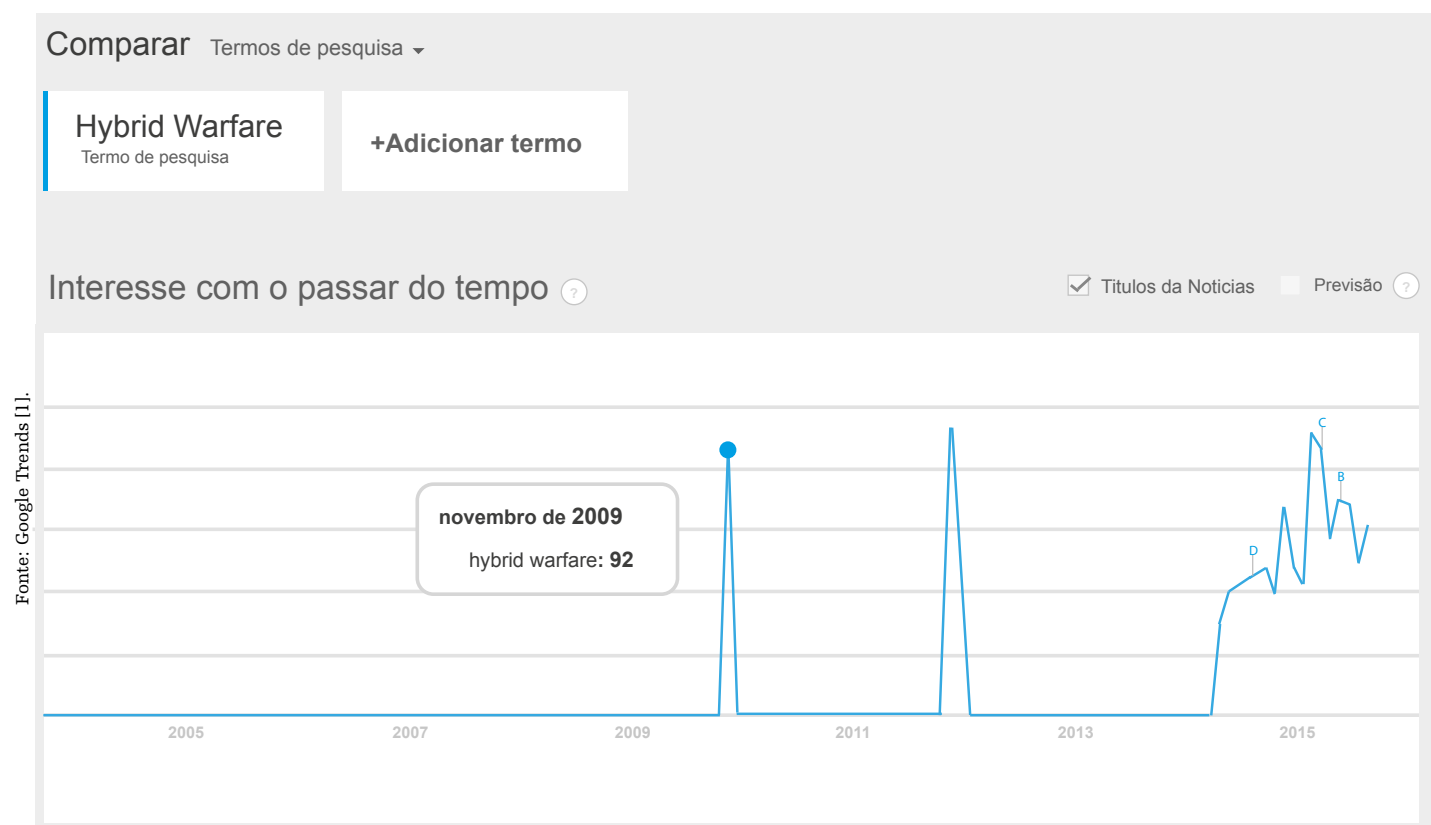 Comparar Termos de pesquisa
Hybrid Warfare
Termo de pesquisa
+Adicionar termo
Interesse com o passar do tempo ?
Titulos da Noticias
Previsão ?
Fonte: Google Trends [1].
novembro de 2009
hybrid warfare: 92
D
C
B
2005 2007 2009 2011 2013 2015